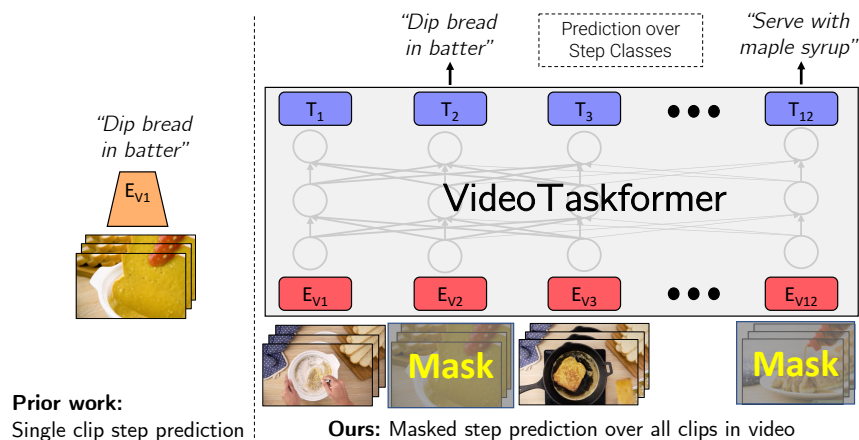 “Dip bread
in batter”
E_V1
Prior work:
Single clip step prediction
“Dip bread
in batter”
Prediction over
Step Classes
“Serve with
maple syrup”
T_1 T_2 T_3 T_12
VideoTaskformer
E_V1 E_V2 E_V3 E_V12
Mask Mask
Ours: Masked step prediction over all clips in video